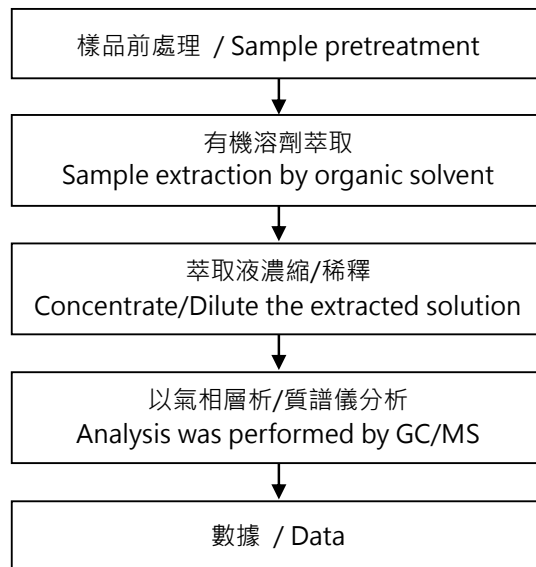 樣品前處理 / Sample pretreatment
有機溶劑萃取
Sample extraction by organic solvent
萃取液濃縮/稀釋
Concentrate/Dilute the extracted solution
以氣相層析/質譜儀分析
Analysis was performed by GC/MS
數據 / Data